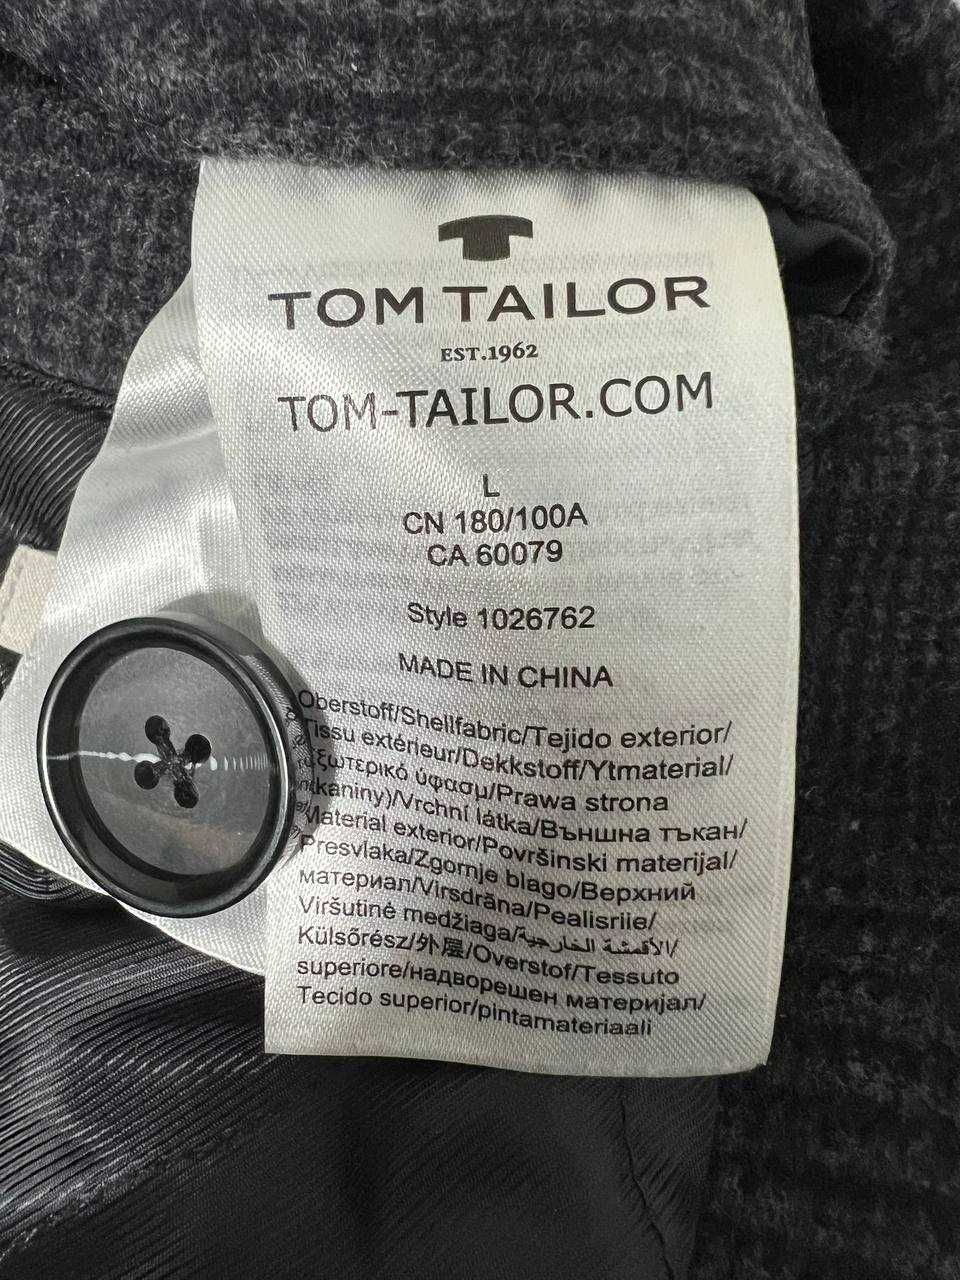 TOM TAILOR
EST.1962
TOM-TAILOR.COM
L
CN 180/100A
CA 60079
Style 1026762
MADE IN CHINA
Oberstoff/Shellfabric/Tejido exterior/
Tissu extérieur/Dekkstoff/Ytmaterial/
εξωτερικό ύφασμ/Prawa strona
(tkaniny)/Vrchní látka/Външна тъкан/
Material exterior/Površinski materijal/
Presvlaka/Zgornje blago/Верхний
материал/Virsdrāna/Pealisriie/
Viršutinė medžiaga/الأقمشة الخارجية/
Külsőrész/外层/Overstof/Tessuto
superiore/надворешен материјал/
Tecido superior/pintamateriaali